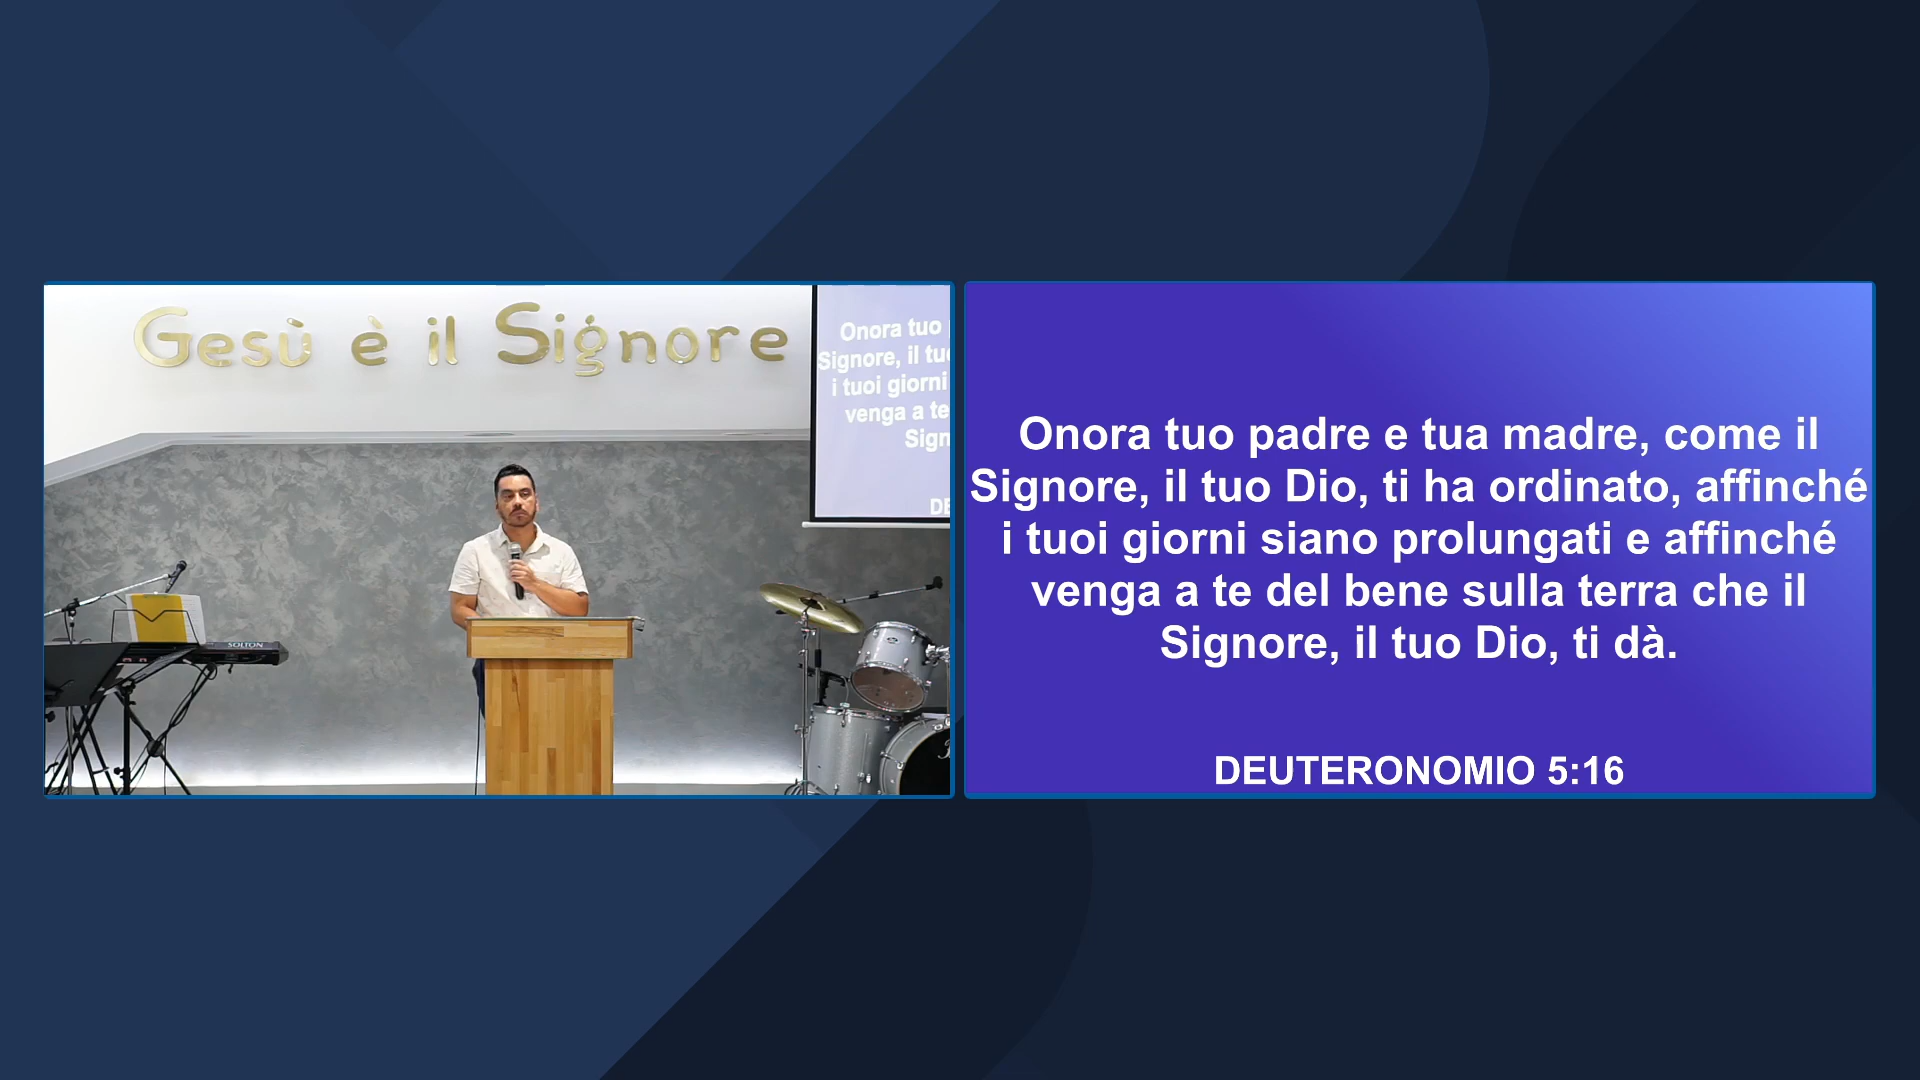 Gesù è il Signore
Onora tuo
Signore, il tuo
i tuoi giorni
venga a te
SOLTON
Onora tuo padre e tua madre, come il
Signore, il tuo Dio, ti ha ordinato, affinché
i tuoi giorni siano prolungati e affinché
venga a te del bene sulla terra che il
Signore, il tuo Dio, ti dà.
DEUTERONOMIO 5:16